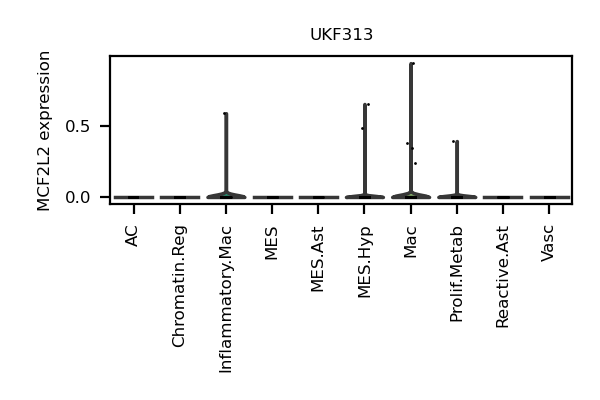 UKF313
MCF2L2 expression
0.5
0.0
AC
Chromatin.Reg
Inflammatory.Mac
MES
MES.Ast
MES.Hyp
Mac
Prolif.Metab
Reactive.Ast
Vasc